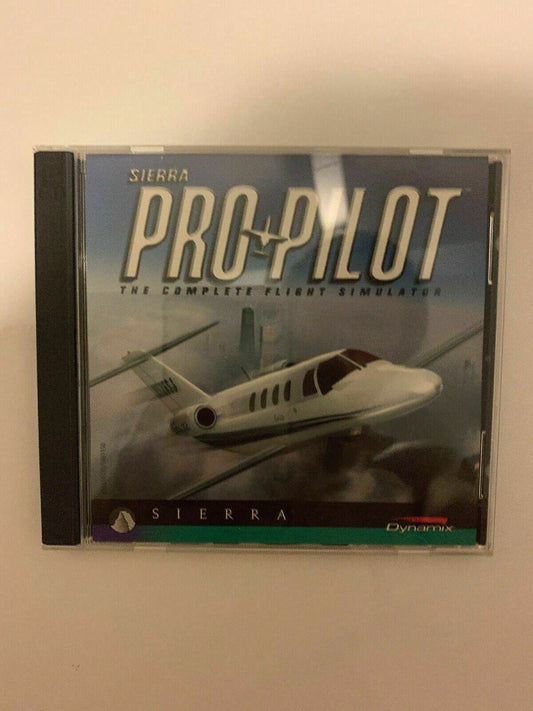 SIERRA
PRO PILOT
THE COMPLETE FLIGHT SIMULATOR
SIERRA
Dynamix